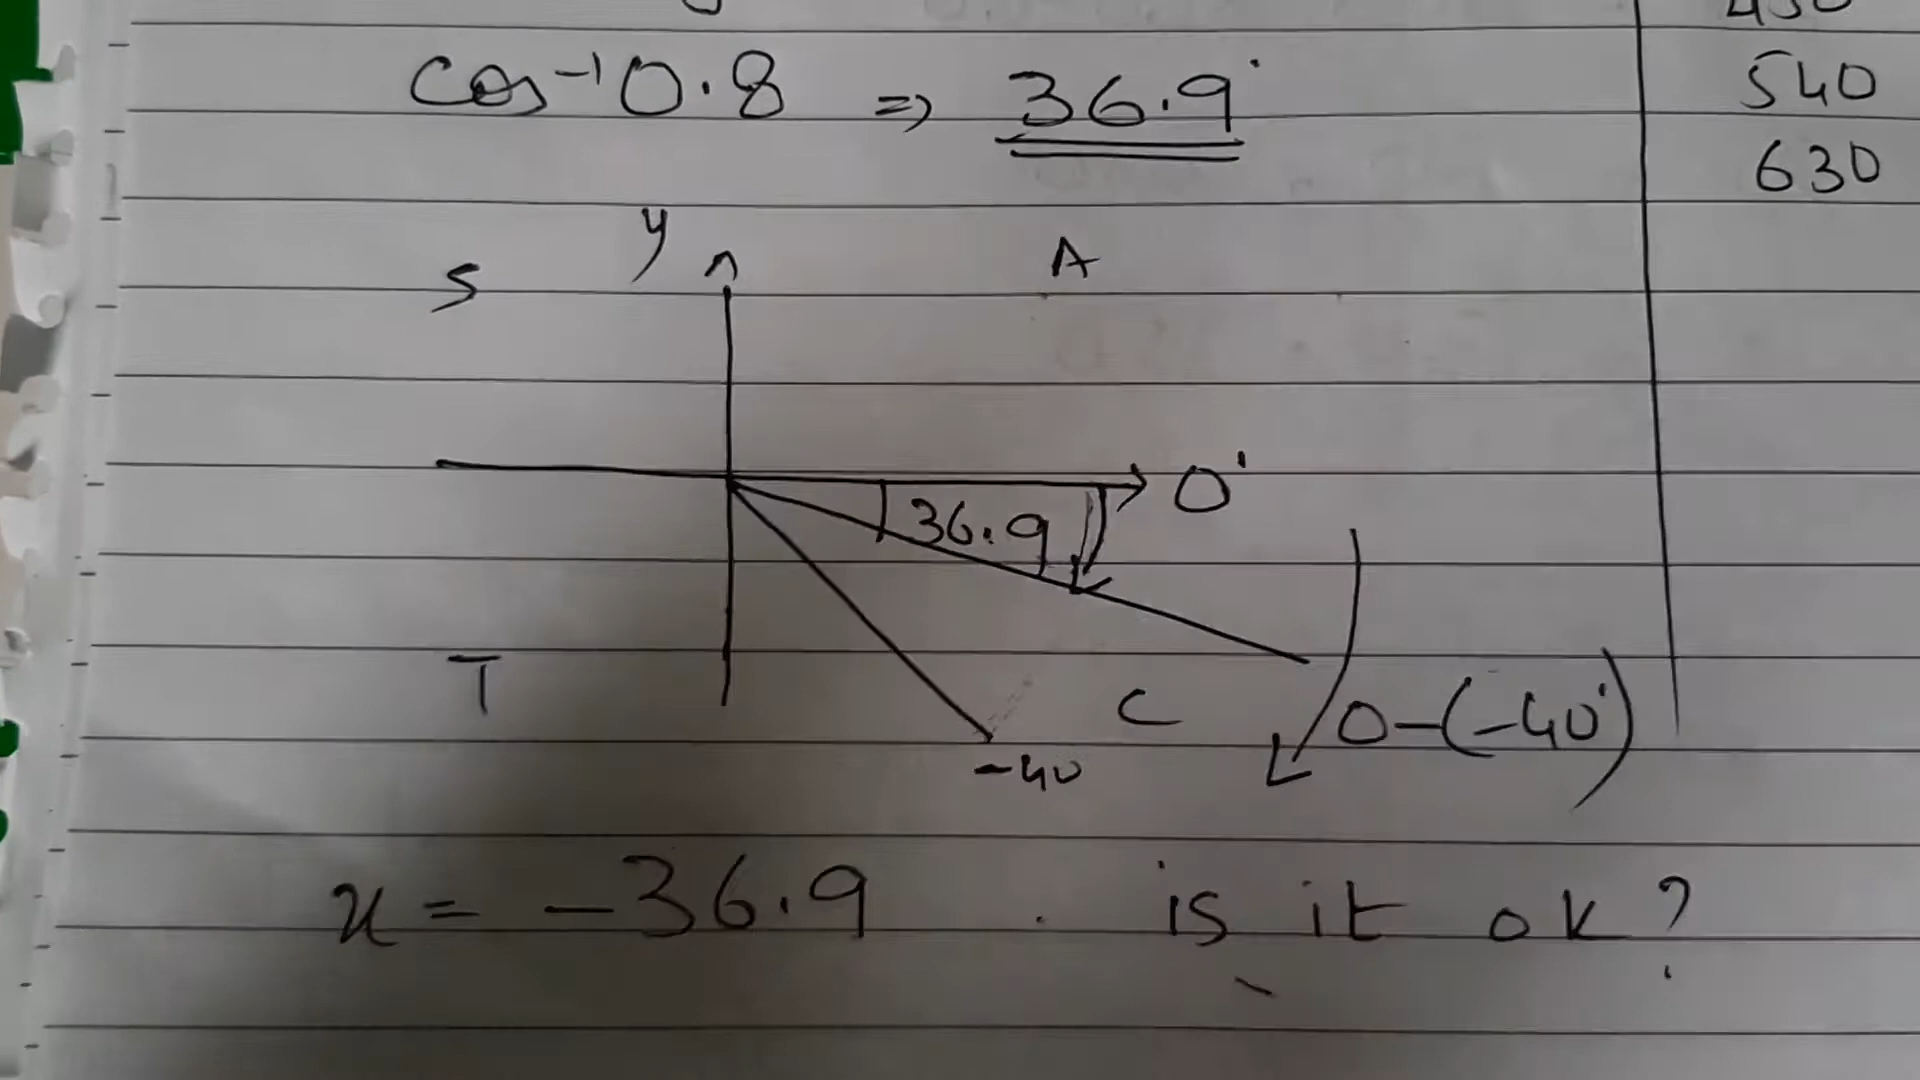 cos⁻¹0.8 ⇒ 36.9°
540
630
y
S
A
0°
36.9
T
C
0-(-40°)
-40
x = -36.9 . is it ok?